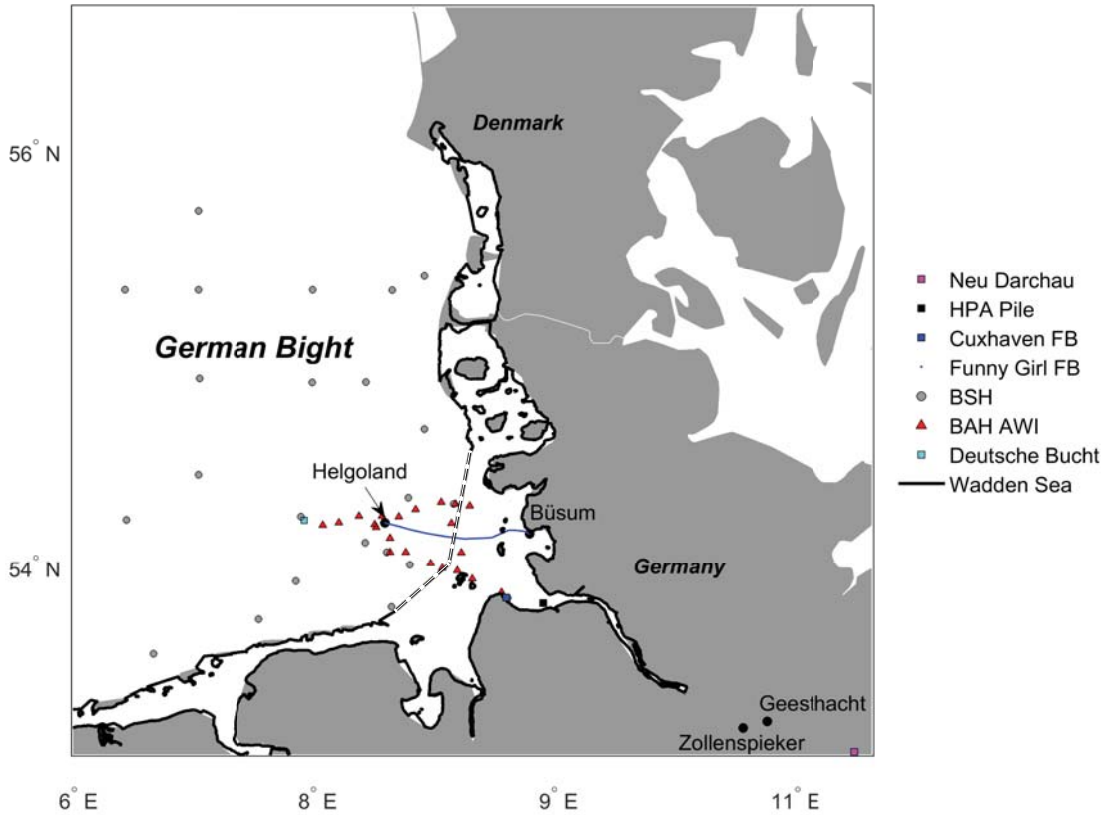 Denmark
56° N
German Bight
Helgoland
Büsum
54° N
Germany
Geesthacht
Zollenspieker
6° E
8° E
9° E
11° E
Neu Darchau
HPA Pile
Cuxhaven FB
Funny Girl FB
BSH
BAH AWI
Deutsche Bucht
Wadden Sea